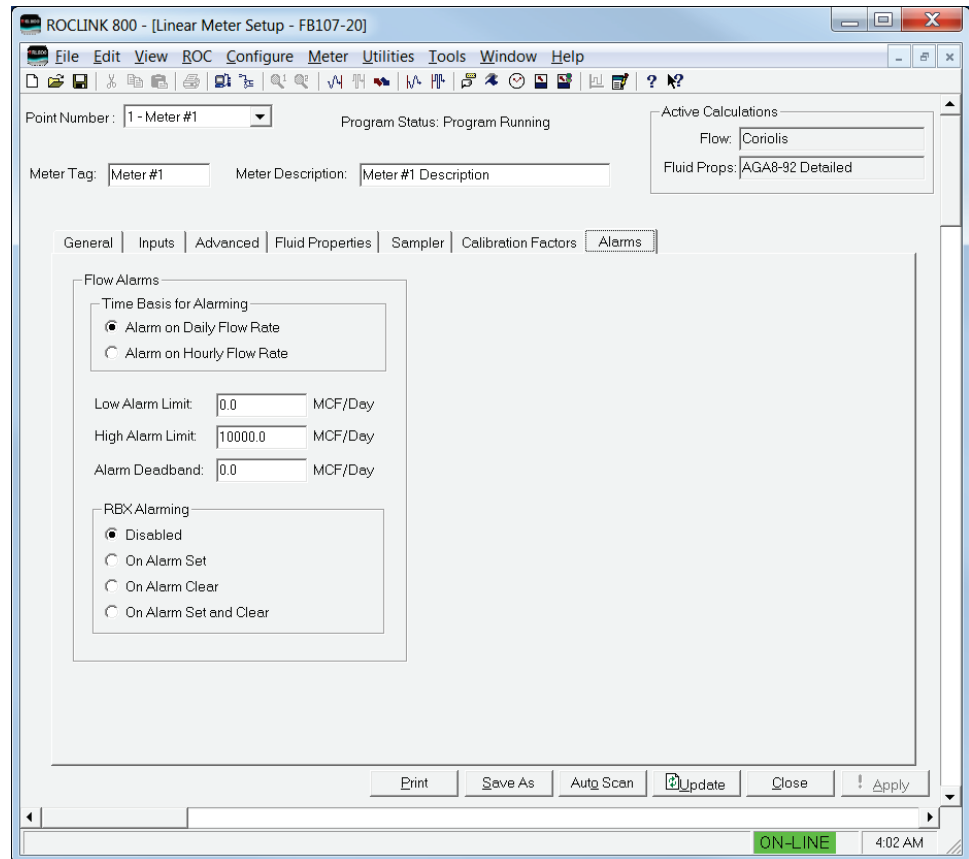 ROCLINK 800 - [Linear Meter Setup - FB107-20]
File Edit View ROC Configure Meter Utilities Tools Window Help
Point Number: 1 - Meter #1
Program Status: Program Running
Active Calculations
Flow: Coriolis
Fluid Props: AGA8-92 Detailed
Meter Tag: Meter #1 Meter Description: Meter #1 Description
General Inputs Advanced Fluid Properties Sampler Calibration Factors Alarms
Flow Alarms
Time Basis for Alarming
Alarm on Daily Flow Rate
Alarm on Hourly Flow Rate
Low Alarm Limit: 0.0 MCF/Day
High Alarm Limit: 10000.0 MCF/Day
Alarm Deadband: 0.0 MCF/Day
RBX Alarming
Disabled
On Alarm Set
On Alarm Clear
On Alarm Set and Clear
Print Save As Auto Scan Update Close ! Apply
ON-LINE 4:02 AM